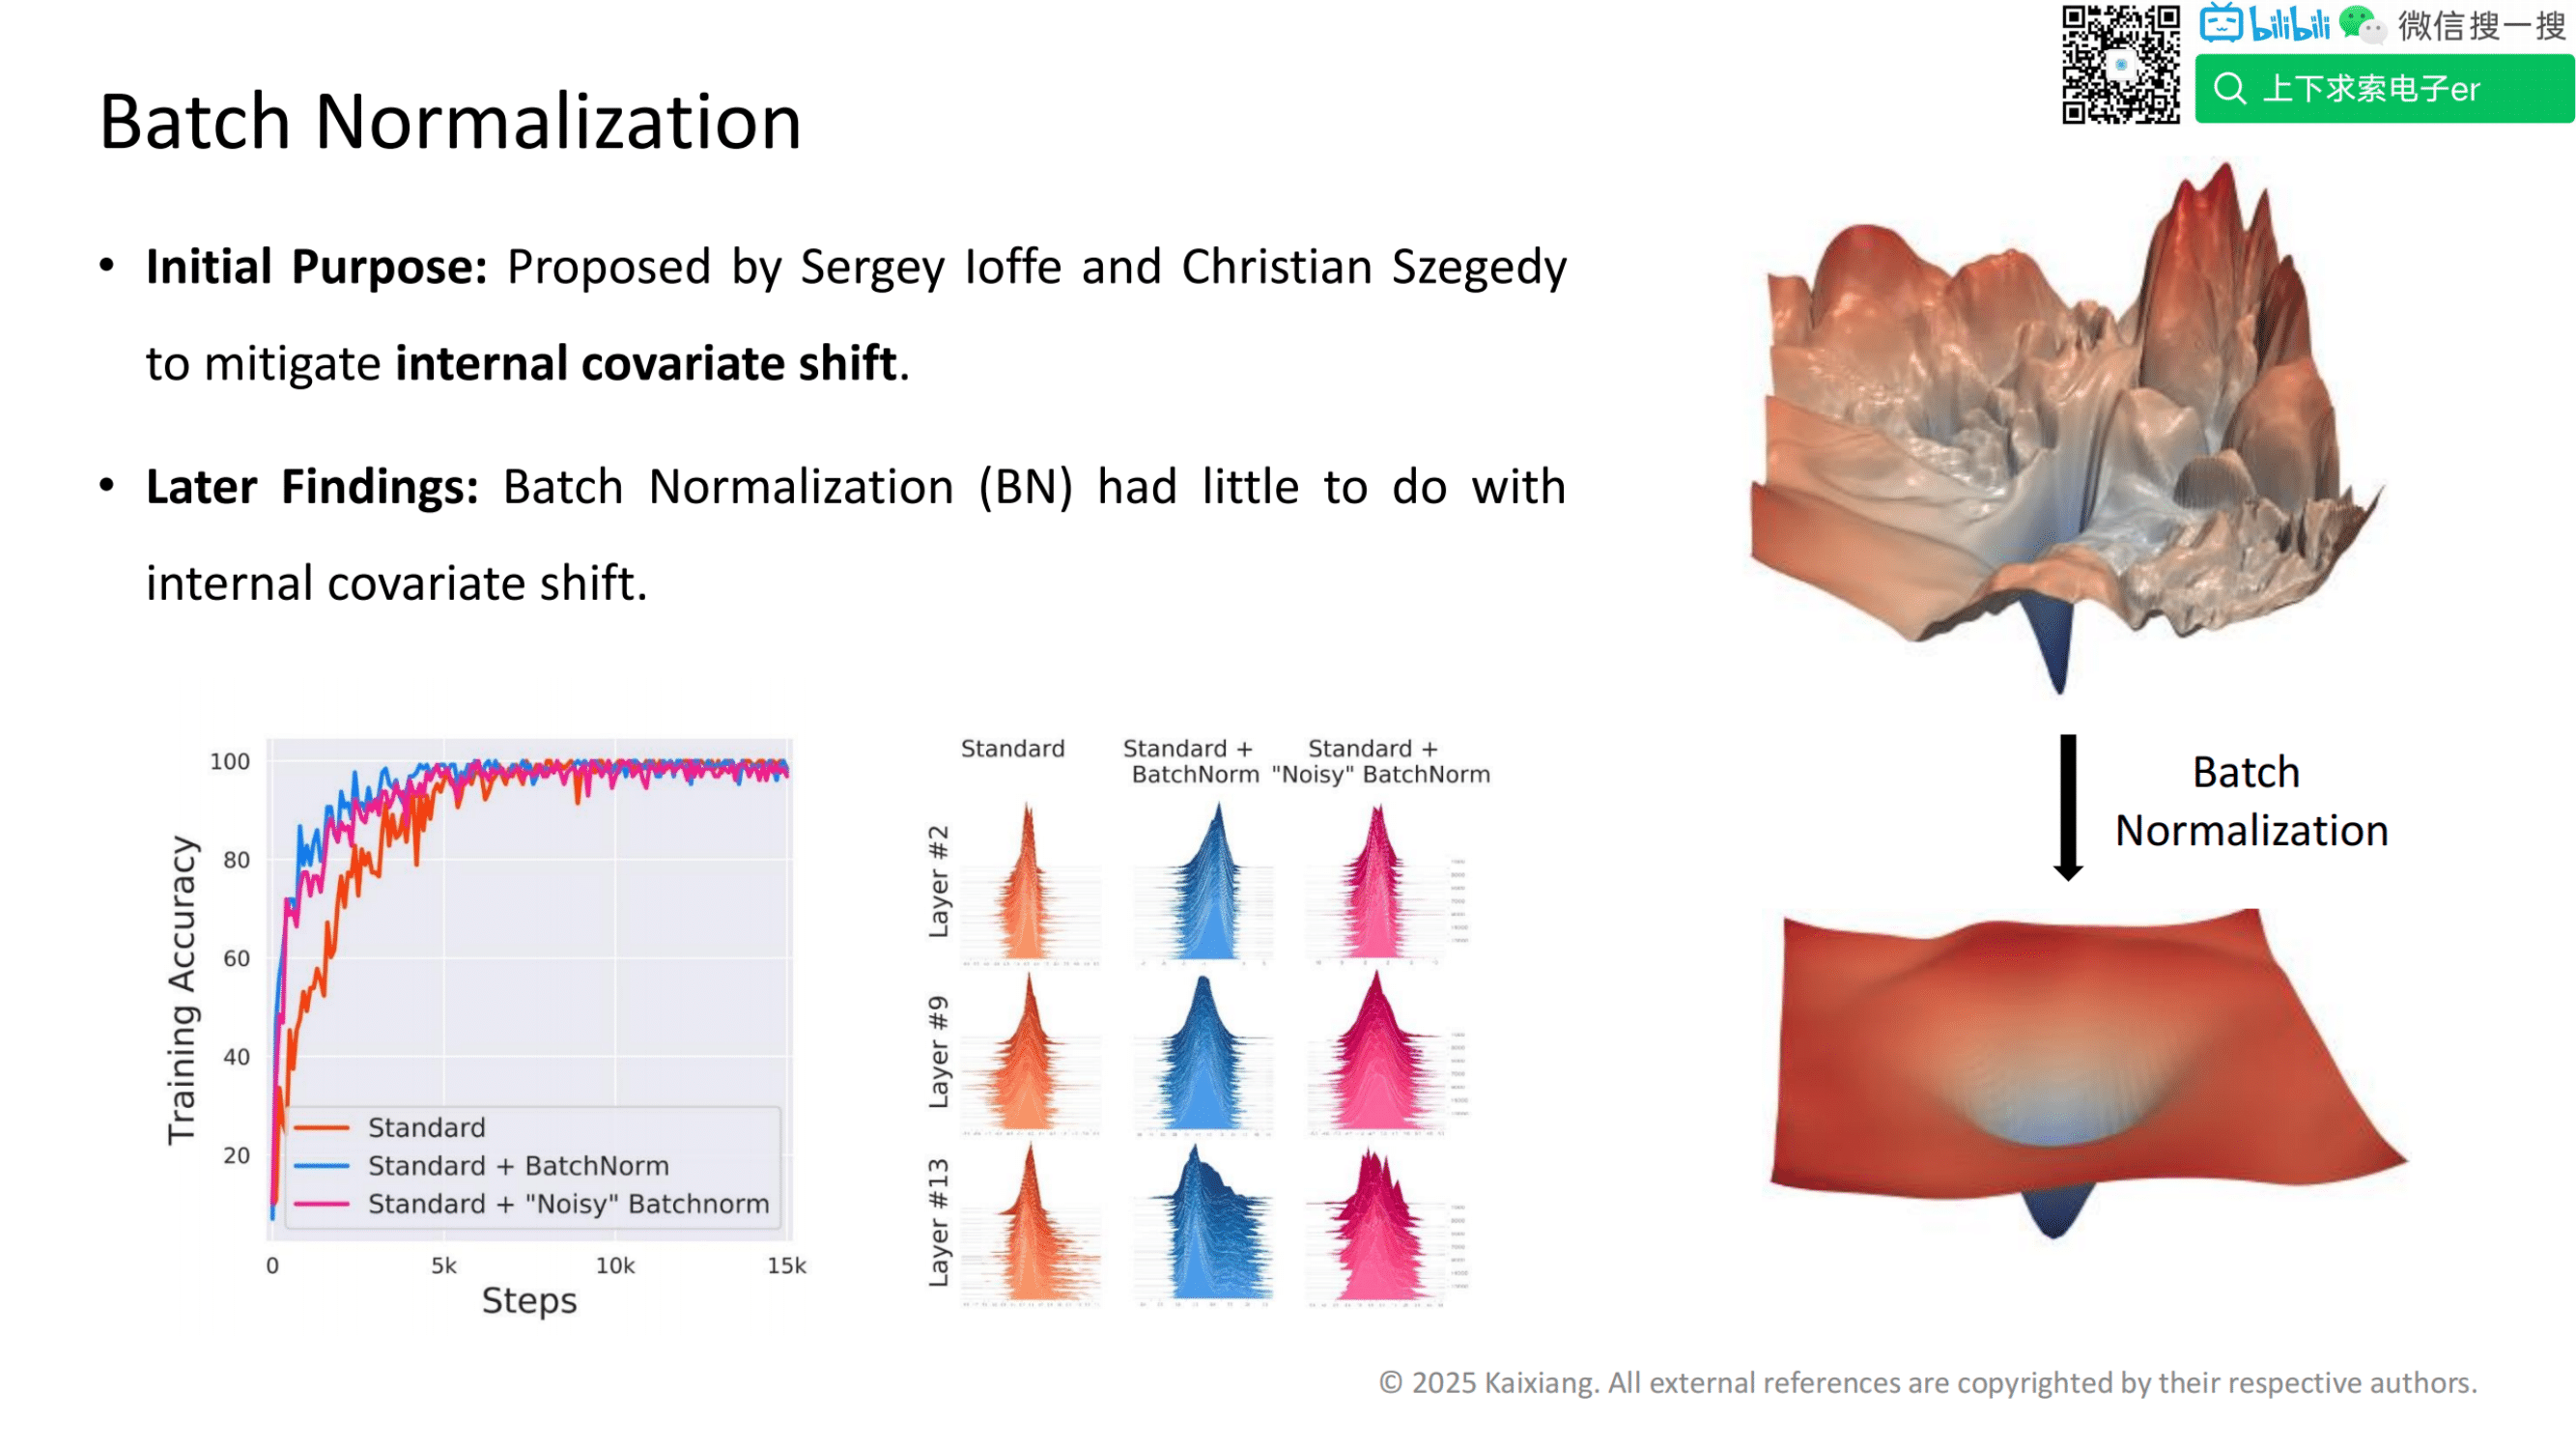 bilibili 微信搜一搜
上下求索电子er
Batch Normalization
• Initial Purpose: Proposed by Sergey Ioffe and Christian Szegedy
to mitigate internal covariate shift.
• Later Findings: Batch Normalization (BN) had little to do with
internal covariate shift.
100
80
60
40
20
Training Accuracy
Standard
Standard + BatchNorm
Standard + "Noisy" Batchnorm
0 5k 10k 15k
Steps
Standard
Standard +
BatchNorm
Standard +
"Noisy" BatchNorm
Layer #2
Layer #9
Layer #13
Batch
Normalization
© 2025 Kaixiang. All external references are copyrighted by their respective authors.